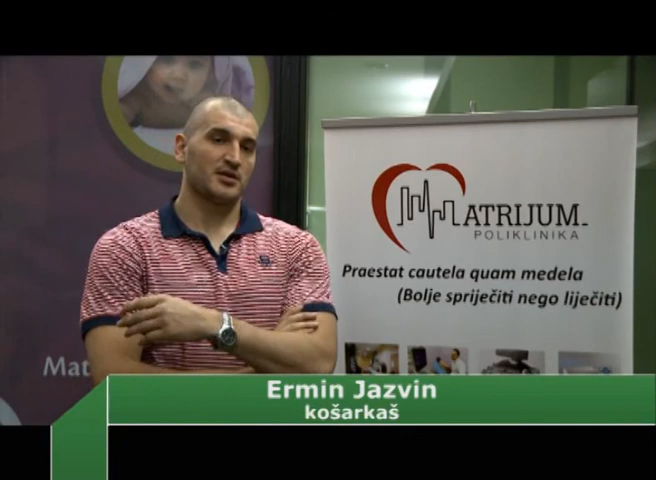 ATRIJUM
POLIKLINIKA
Praestat cautela quam medela
(Bolje spriječiti nego liječiti)
Mat
Ermin Jazvin
košarkaš